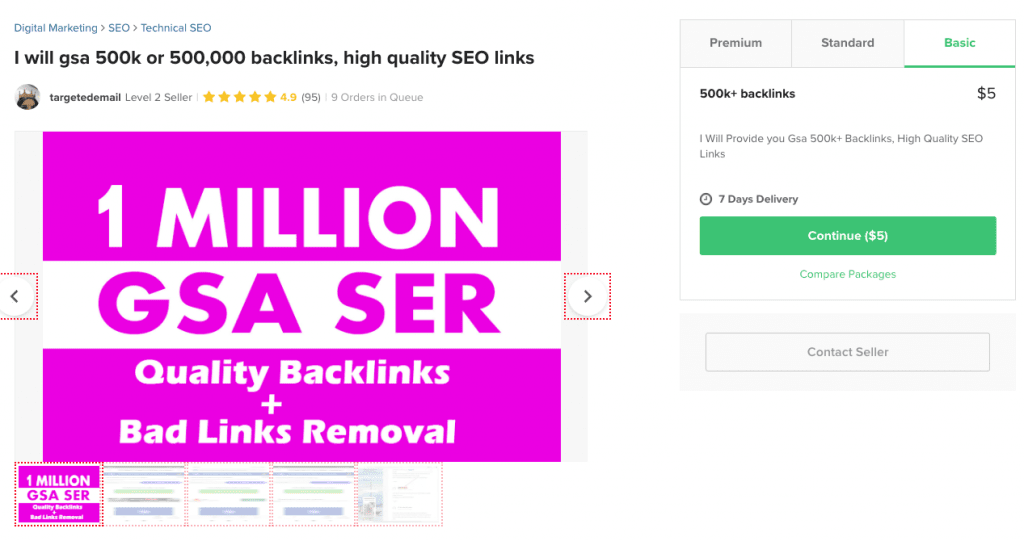 Digital Marketing > SEO > Technical SEO
I will gsa 500k or 500,000 backlinks, high quality SEO links
targetedemail Level 2 Seller | 4.9 (95) | 9 Orders in Queue
1 MILLION
GSA SER
Quality Backlinks
+
Bad Links Removal
1 MILLION
GSA SER
Quality Backlinks
+
Bad Links Removal
Premium Standard Basic
500k+ backlinks $5
I Will Provide you Gsa 500k+ Backlinks, High Quality SEO
Links
7 Days Delivery
Continue ($5)
Compare Packages
Contact Seller